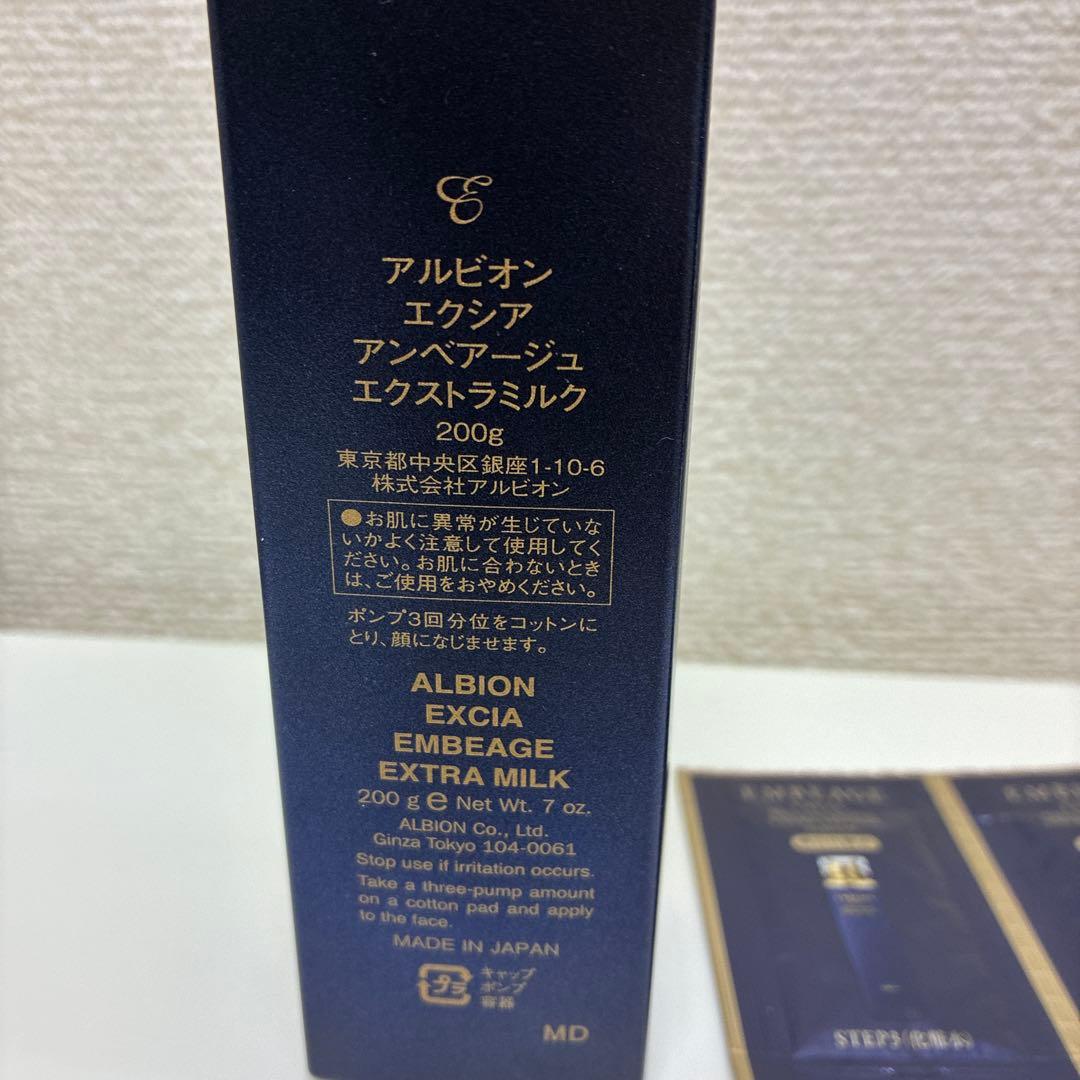 E
アルビオン
エクシア
アンベアージュ
エクストラミルク
200g
東京都中央区銀座1-10-6
株式会社アルビオン
●お肌に異常が生じていな
いかよく注意して使用してく
ださい。お肌に合わないとき
は、ご使用をおやめください。
ポンプ3回分位をコットンに
とり、顔になじませます。
ALBION
EXCIA
EMBEAGE
EXTRA MILK
200 g e Net Wt. 7 oz.
ALBION Co., Ltd.
Ginza Tokyo 104-0061
Stop use if irritation occurs.
Take a three-pump amount
on a cotton pad and apply
to the face.
MADE IN JAPAN
プラ
キャップ
ポンプ
容器
MD
EMBEAGE
STEP3(化粧水)